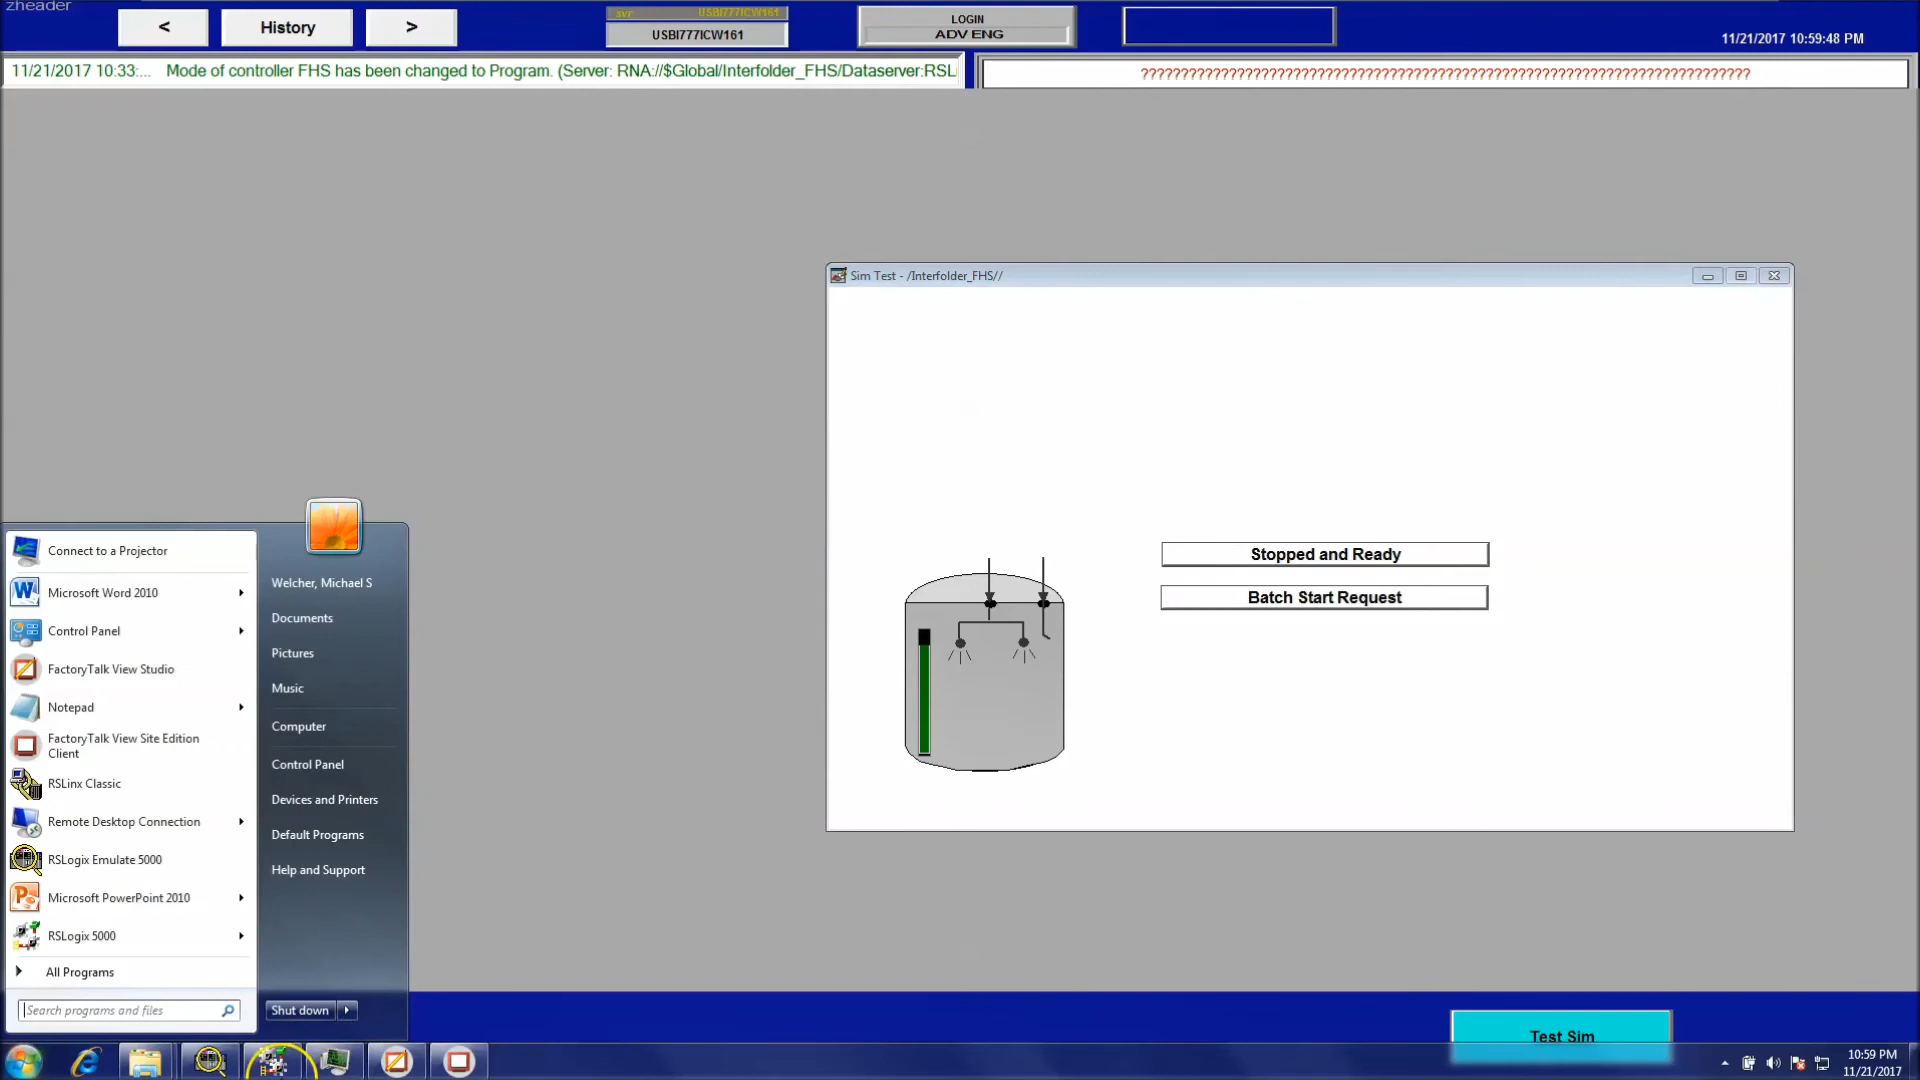 zheader
<
History
>
svr USBI777ICW161
USBI777ICW161
LOGIN
ADV ENG
11/21/2017 10:59:48 PM
11/21/2017 10:33:... Mode of controller FHS has been changed to Program. (Server: RNA://$Global/Interfolder_FHS/Dataserver:RSL
????????????????????????????????????????????????????????????????????????????
Sim Test - /Interfolder_FHS//
Stopped and Ready
Batch Start Request
Connect to a Projector
Microsoft Word 2010
Control Panel
FactoryTalk View Studio
Notepad
FactoryTalk View Site Edition
Client
RSLinx Classic
Remote Desktop Connection
RSLogix Emulate 5000
Microsoft PowerPoint 2010
RSLogix 5000
All Programs
Search programs and files
Welcher, Michael S
Documents
Pictures
Music
Computer
Control Panel
Devices and Printers
Default Programs
Help and Support
Shut down
Test Sim
10:59 PM
11/21/2017